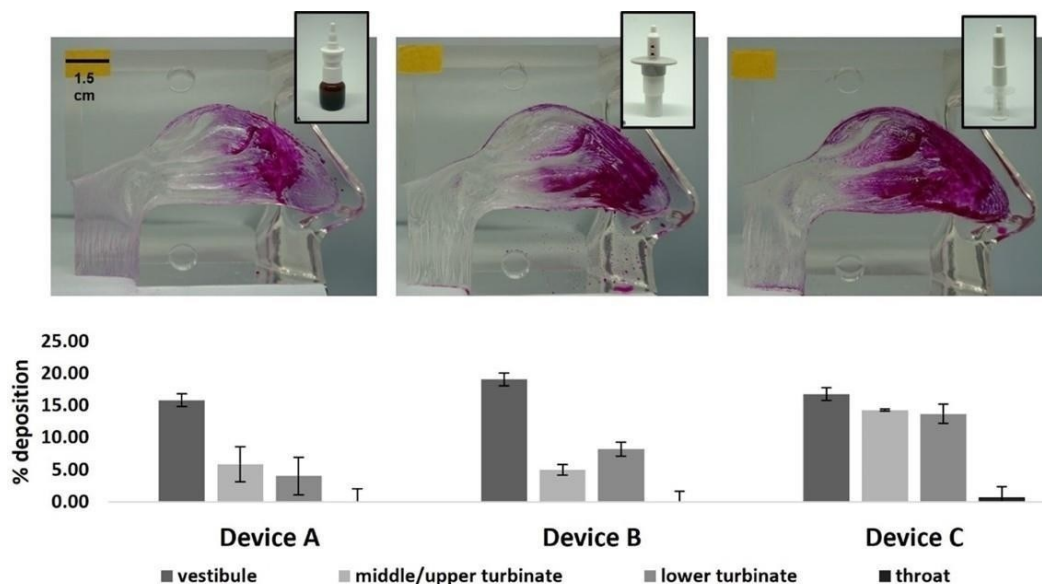 1.5
cm
25.00
20.00
15.00
10.00
5.00
0.00
% deposition
Device A
Device B
Device C
vestibule
middle/upper turbinate
lower turbinate
throat